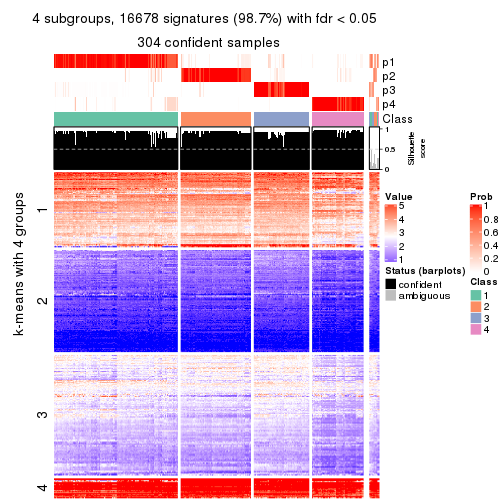 4 subgroups, 16678 signatures (98.7%) with fdr < 0.05
304 confident samples
p1
p2
p3
p4
Class
1
0.5
0
Silhouette
score
k-means with 4 groups
1
2
3
4
Value
5
4
3
2
1
Status (barplots)
confident
ambiguous
Prob
1
0.8
0.6
0.4
0.2
0
Class
1
2
3
4